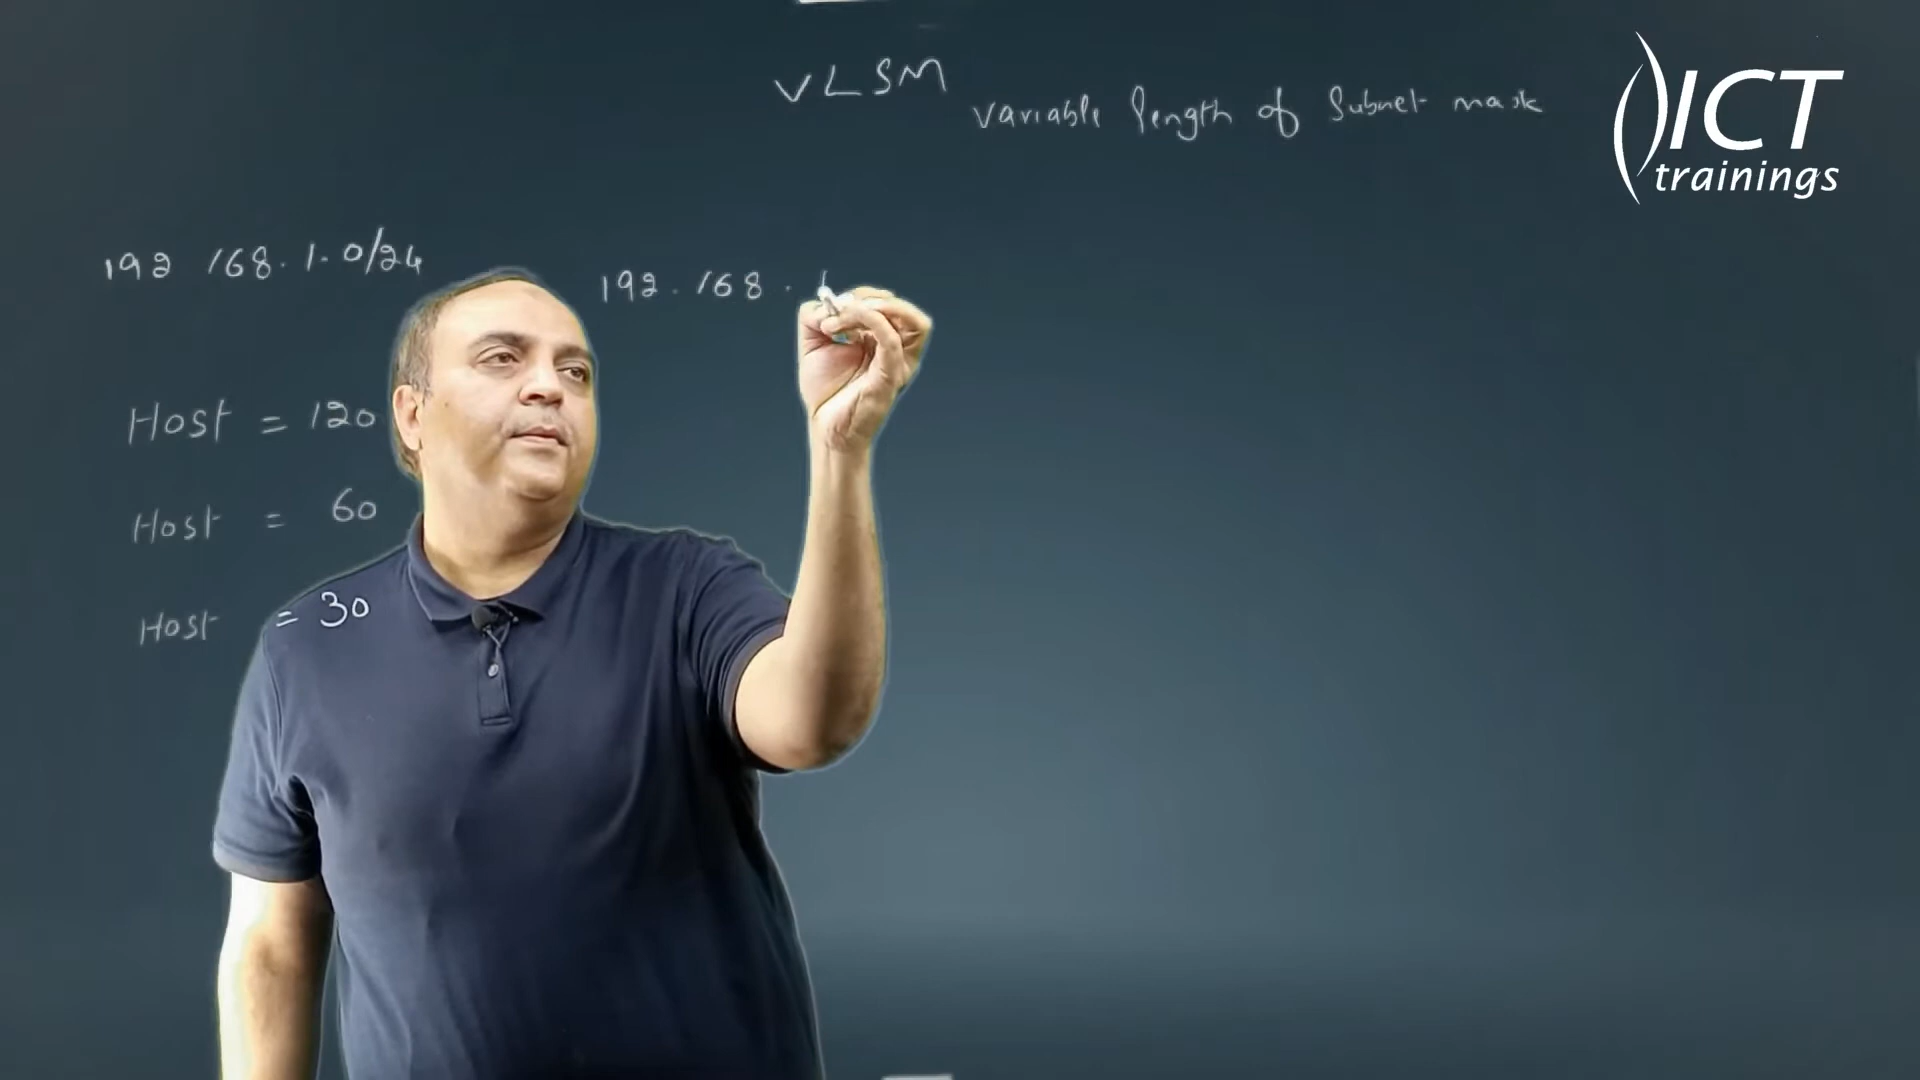 VLSM
variable length of Subnet mask
ICT
trainings
192 168.1.0/24
192.168.
Host = 120
Host = 60
Host = 30